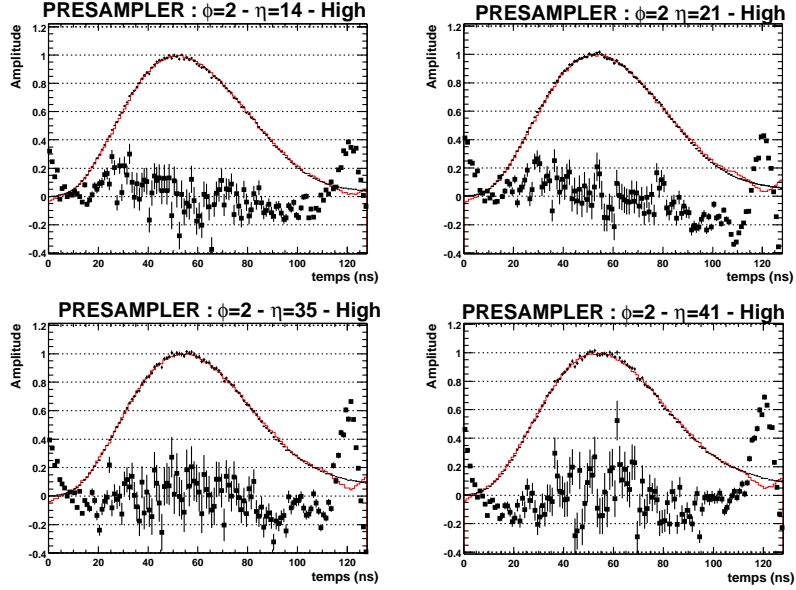 PRESAMPLER : ϕ=2 - η=14 - High
Amplitude
1.2
1
0.8
0.6
0.4
0.2
0
-0.2
-0.4
0 20 40 60 80 100 120
temps (ns)
PRESAMPLER : ϕ=2 η=21 - High
Amplitude
1.2
1
0.8
0.6
0.4
0.2
0
-0.2
-0.4
0 20 40 60 80 100 120
temps (ns)
PRESAMPLER : ϕ=2 - η=35 - High
Amplitude
1.2
1
0.8
0.6
0.4
0.2
0
-0.2
-0.4
0 20 40 60 80 100 120
temps (ns)
PRESAMPLER : ϕ=2 - η=41 - High
Amplitude
1.2
1
0.8
0.6
0.4
0.2
0
-0.2
-0.4
0 20 40 60 80 100 120
temps (ns)